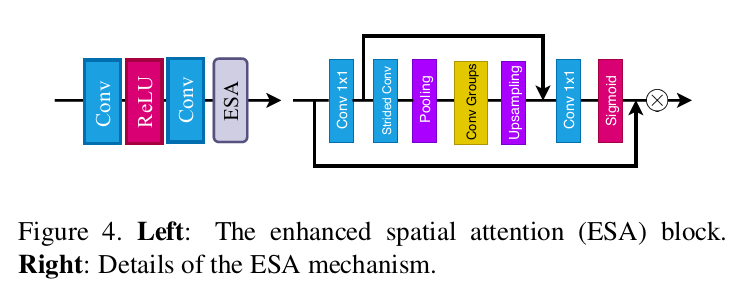 Conv
ReLU
Conv
ESA
Conv 1x1
Strided Conv
Pooling
Conv Groups
Upsampling
Conv 1x1
Sigmoid
Figure 4. Left: The enhanced spatial attention (ESA) block.
Right: Details of the ESA mechanism.